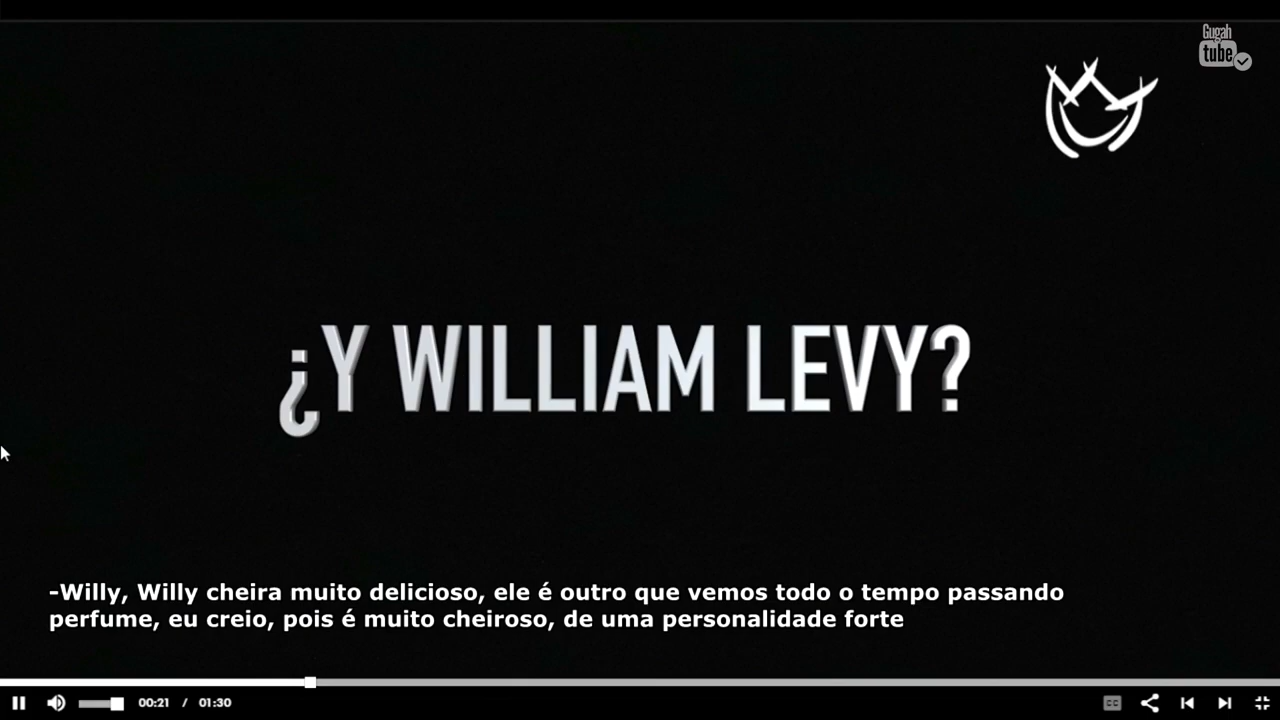 Gugah
tube
¿Y WILLIAM LEVY?
-Willy, Willy cheira muito delicioso, ele é outro que vemos todo o tempo passando
perfume, eu creio, pois é muito cheiroso, de uma personalidade forte
00:21 / 01:30
CC